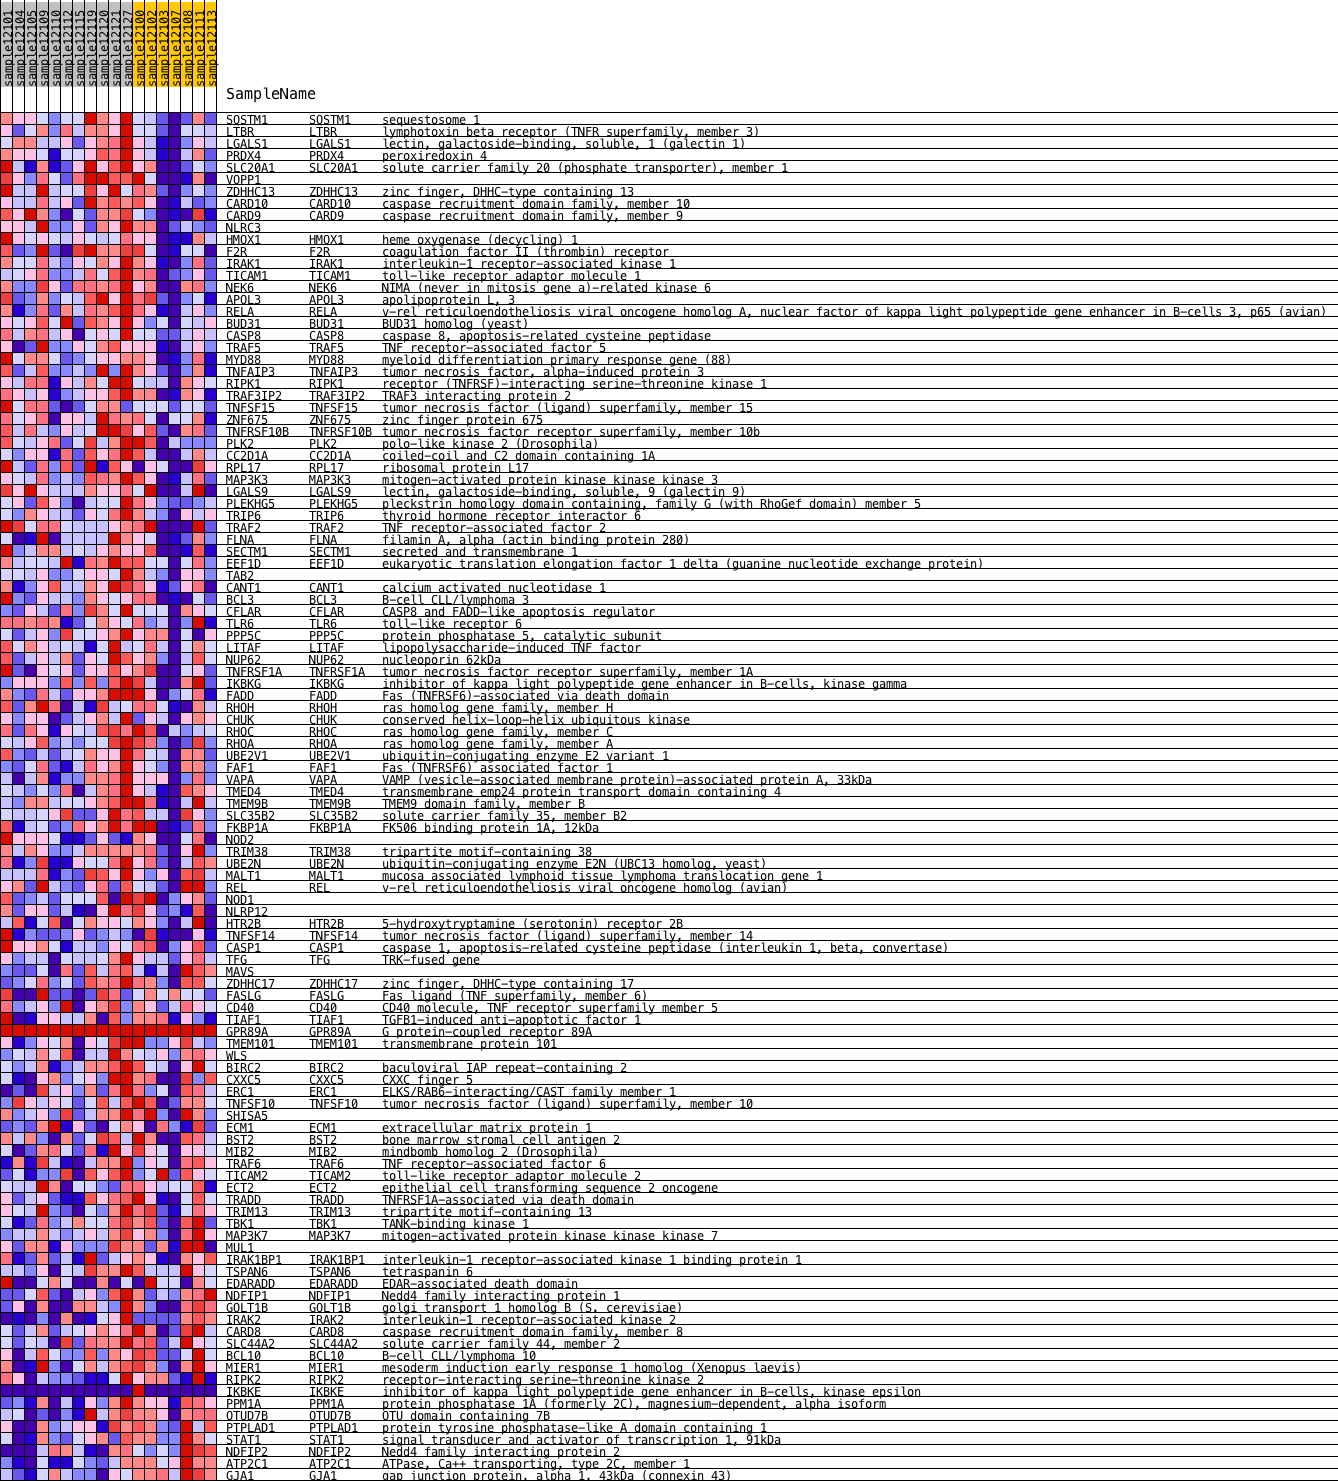 sample12101
sample12104
sample12105
sample12109
sample12110
sample12112
sample12115
sample12119
sample12120
sample12121
sample12127
sample12100
sample12102
sample12103
sample12107
sample12108
sample12111
sample12113
SampleName
SQSTM1 SQSTM1 sequestosome 1
LTBR LTBR lymphotoxin beta receptor (TNFR superfamily, member 3)
LGALS1 LGALS1 lectin, galactoside-binding, soluble, 1 (galectin 1)
PRDX4 PRDX4 peroxiredoxin 4
SLC20A1 SLC20A1 solute carrier family 20 (phosphate transporter), member 1
VOPP1
ZDHHC13 ZDHHC13 zinc finger, DHHC-type containing 13
CARD10 CARD10 caspase recruitment domain family, member 10
CARD9 CARD9 caspase recruitment domain family, member 9
NLRC3
HMOX1 HMOX1 heme oxygenase (decycling) 1
F2R F2R coagulation factor II (thrombin) receptor
IRAK1 IRAK1 interleukin-1 receptor-associated kinase 1
TICAM1 TICAM1 toll-like receptor adaptor molecule 1
NEK6 NEK6 NIMA (never in mitosis gene a)-related kinase 6
APOL3 APOL3 apolipoprotein L, 3
RELA RELA v-rel reticuloendotheliosis viral oncogene homolog A, nuclear factor of kappa light polypeptide gene enhancer in B-cells 3, p65 (avian)
BUD31 BUD31 BUD31 homolog (yeast)
CASP8 CASP8 caspase 8, apoptosis-related cysteine peptidase
TRAF5 TRAF5 TNF receptor-associated factor 5
MYD88 MYD88 myeloid differentiation primary response gene (88)
TNFAIP3 TNFAIP3 tumor necrosis factor, alpha-induced protein 3
RIPK1 RIPK1 receptor (TNFRSF)-interacting serine-threonine kinase 1
TRAF3IP2 TRAF3IP2 TRAF3 interacting protein 2
TNFSF15 TNFSF15 tumor necrosis factor (ligand) superfamily, member 15
ZNF675 ZNF675 zinc finger protein 675
TNFRSF10B TNFRSF10B tumor necrosis factor receptor superfamily, member 10b
PLK2 PLK2 polo-like kinase 2 (Drosophila)
CC2D1A CC2D1A coiled-coil and C2 domain containing 1A
RPL17 RPL17 ribosomal protein L17
MAP3K3 MAP3K3 mitogen-activated protein kinase kinase kinase 3
LGALS9 LGALS9 lectin, galactoside-binding, soluble, 9 (galectin 9)
PLEKHG5 PLEKHG5 pleckstrin homology domain containing, family G (with RhoGef domain) member 5
TRIP6 TRIP6 thyroid hormone receptor interactor 6
TRAF2 TRAF2 TNF receptor-associated factor 2
FLNA FLNA filamin A, alpha (actin binding protein 280)
SECTM1 SECTM1 secreted and transmembrane 1
EEF1D EEF1D eukaryotic translation elongation factor 1 delta (guanine nucleotide exchange protein)
TAB2
CANT1 CANT1 calcium activated nucleotidase 1
BCL3 BCL3 B-cell CLL/lymphoma 3
CFLAR CFLAR CASP8 and FADD-like apoptosis regulator
TLR6 TLR6 toll-like receptor 6
PPP5C PPP5C protein phosphatase 5, catalytic subunit
LITAF LITAF lipopolysaccharide-induced TNF factor
NUP62 NUP62 nucleoporin 62kDa
TNFRSF1A TNFRSF1A tumor necrosis factor receptor superfamily, member 1A
IKBKG IKBKG inhibitor of kappa light polypeptide gene enhancer in B-cells, kinase gamma
FADD FADD Fas (TNFRSF6)-associated via death domain
RHOH RHOH ras homolog gene family, member H
CHUK CHUK conserved helix-loop-helix ubiquitous kinase
RHOC RHOC ras homolog gene family, member C
RHOA RHOA ras homolog gene family, member A
UBE2V1 UBE2V1 ubiquitin-conjugating enzyme E2 variant 1
FAF1 FAF1 Fas (TNFRSF6) associated factor 1
VAPA VAPA VAMP (vesicle-associated membrane protein)-associated protein A, 33kDa
TMED4 TMED4 transmembrane emp24 protein transport domain containing 4
TMEM9B TMEM9B TMEM9 domain family, member B
SLC35B2 SLC35B2 solute carrier family 35, member B2
FKBP1A FKBP1A FK506 binding protein 1A, 12kDa
NOD2
TRIM38 TRIM38 tripartite motif-containing 38
UBE2N UBE2N ubiquitin-conjugating enzyme E2N (UBC13 homolog, yeast)
MALT1 MALT1 mucosa associated lymphoid tissue lymphoma translocation gene 1
REL REL v-rel reticuloendotheliosis viral oncogene homolog (avian)
NOD1
NLRP12
HTR2B HTR2B 5-hydroxytryptamine (serotonin) receptor 2B
TNFSF14 TNFSF14 tumor necrosis factor (ligand) superfamily, member 14
CASP1 CASP1 caspase 1, apoptosis-related cysteine peptidase (interleukin 1, beta, convertase)
TFG TFG TRK-fused gene
MAVS
ZDHHC17 ZDHHC17 zinc finger, DHHC-type containing 17
FASLG FASLG Fas ligand (TNF superfamily, member 6)
CD40 CD40 CD40 molecule, TNF receptor superfamily member 5
TIAF1 TIAF1 TGFB1-induced anti-apoptotic factor 1
GPR89A GPR89A G protein-coupled receptor 89A
TMEM101 TMEM101 transmembrane protein 101
WLS
BIRC2 BIRC2 baculoviral IAP repeat-containing 2
CXXC5 CXXC5 CXXC finger 5
ERC1 ERC1 ELKS/RAB6-interacting/CAST family member 1
TNFSF10 TNFSF10 tumor necrosis factor (ligand) superfamily, member 10
SHISA5
ECM1 ECM1 extracellular matrix protein 1
BST2 BST2 bone marrow stromal cell antigen 2
MIB2 MIB2 mindbomb homolog 2 (Drosophila)
TRAF6 TRAF6 TNF receptor-associated factor 6
TICAM2 TICAM2 toll-like receptor adaptor molecule 2
ECT2 ECT2 epithelial cell transforming sequence 2 oncogene
TRADD TRADD TNFRSF1A-associated via death domain
TRIM13 TRIM13 tripartite motif-containing 13
TBK1 TBK1 TANK-binding kinase 1
MAP3K7 MAP3K7 mitogen-activated protein kinase kinase kinase 7
MUL1
IRAK1BP1 IRAK1BP1 interleukin-1 receptor-associated kinase 1 binding protein 1
TSPAN6 TSPAN6 tetraspanin 6
EDARADD EDARADD EDAR-associated death domain
NDFIP1 NDFIP1 Nedd4 family interacting protein 1
GOLT1B GOLT1B golgi transport 1 homolog B (S. cerevisiae)
IRAK2 IRAK2 interleukin-1 receptor-associated kinase 2
CARD8 CARD8 caspase recruitment domain family, member 8
SLC44A2 SLC44A2 solute carrier family 44, member 2
BCL10 BCL10 B-cell CLL/lymphoma 10
MIER1 MIER1 mesoderm induction early response 1 homolog (Xenopus laevis)
RIPK2 RIPK2 receptor-interacting serine-threonine kinase 2
IKBKE IKBKE inhibitor of kappa light polypeptide gene enhancer in B-cells, kinase epsilon
PPM1A PPM1A protein phosphatase 1A (formerly 2C), magnesium-dependent, alpha isoform
OTUD7B OTUD7B OTU domain containing 7B
PTPLAD1 PTPLAD1 protein tyrosine phosphatase-like A domain containing 1
STAT1 STAT1 signal transducer and activator of transcription 1, 91kDa
NDFIP2 NDFIP2 Nedd4 family interacting protein 2
ATP2C1 ATP2C1 ATPase, Ca++ transporting, type 2C, member 1
GJA1 GJA1 gap junction protein, alpha 1, 43kDa (connexin 43)